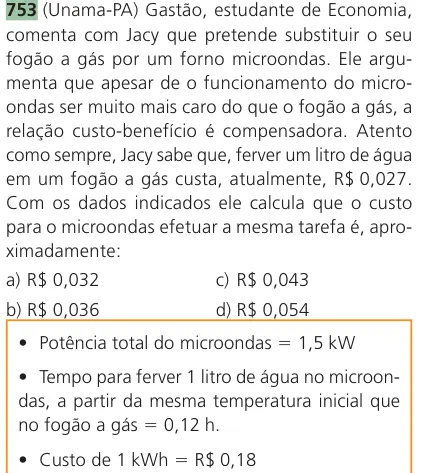 753 (Unama-PA) Gastão, estudante de Economia,
comenta com Jacy que pretende substituir o seu
fogão a gás por um forno microondas. Ele argu-
menta que apesar de o funcionamento do micro-
ondas ser muito mais caro do que o fogão a gás, a
relação custo-benefício é compensadora. Atento
como sempre, Jacy sabe que, ferver um litro de água
em um fogão a gás custa, atualmente, R$ 0,027.
Com os dados indicados ele calcula que o custo
para o microondas efetuar a mesma tarefa é, apro-
ximadamente:
a) R$ 0,032 c) R$ 0,043
b) R$ 0,036 d) R$ 0,054
• Potência total do microondas = 1,5 kW
• Tempo para ferver 1 litro de água no microon-
das, a partir da mesma temperatura inicial que
no fogão a gás = 0,12 h.
• Custo de 1 kWh = R$ 0,18